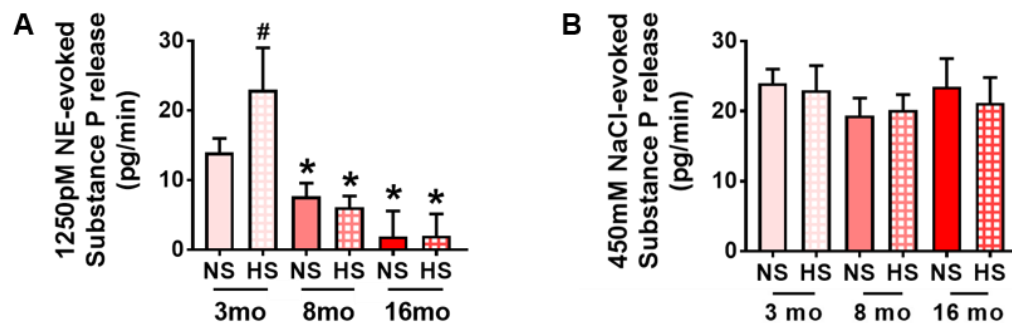 A
1250pM NE-evoked
Substance P release
(pg/min)
30
20
10
0
#
* * * *
NS HS NS HS NS HS
3mo 8mo 16mo
B
450mM NaCl-evoked
Substance P release
(pg/min)
30
20
10
0
NS HS NS HS NS HS
3 mo 8 mo 16 mo